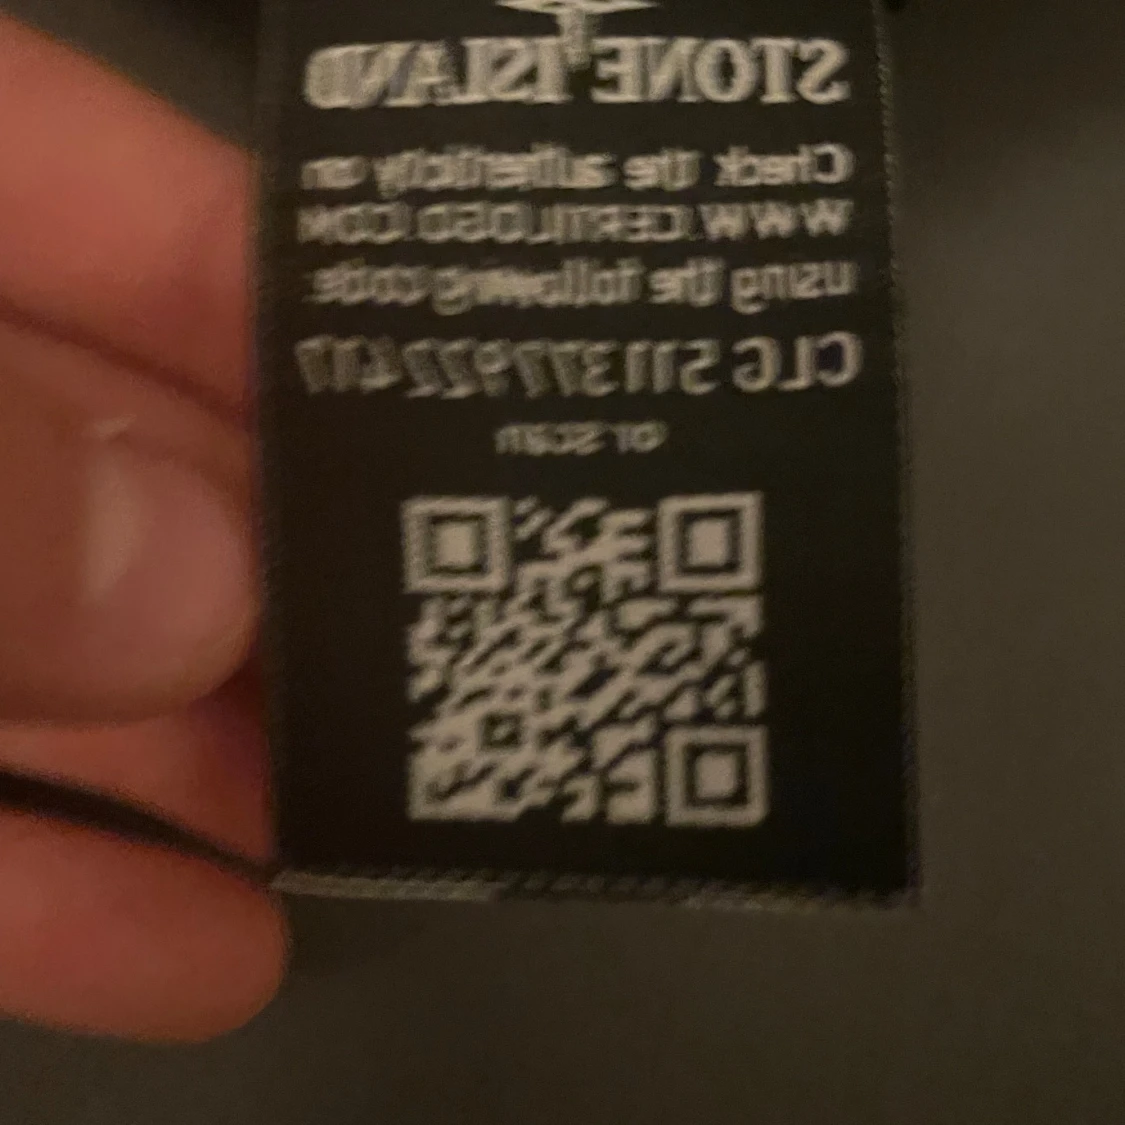 STONE ISLAND
Check the authenticity on
WWW.CERTILOGO.COM
using the following code:
CLG
or scan